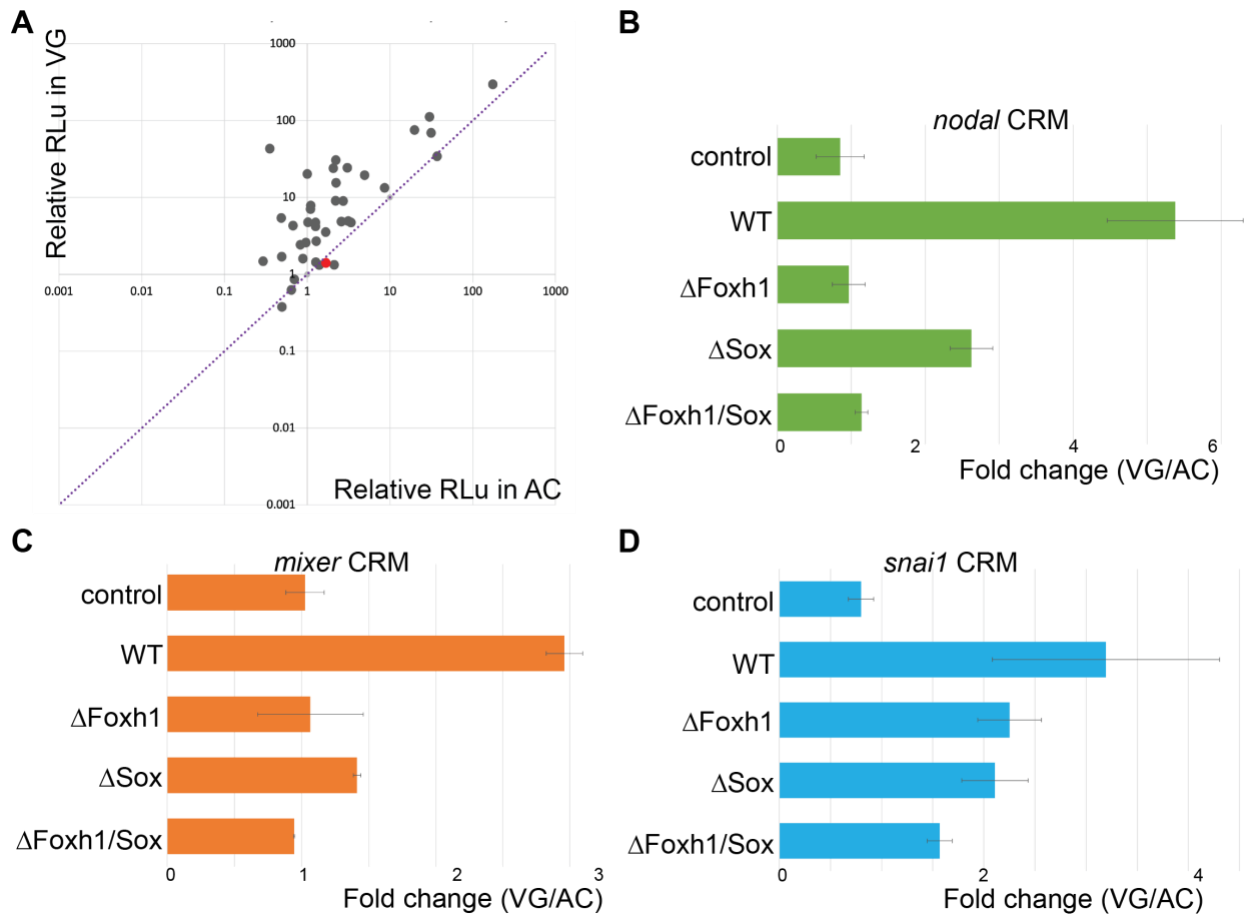 A
Relative RLu in VG
1000
100
10
1
0.001 0.01 0.1 1 10 100 1000
0.1
0.01
0.001
Relative RLu in AC
B
nodal CRM
control
WT
ΔFoxh1
ΔSox
ΔFoxh1/Sox
0 2 4 6
Fold change (VG/AC)
C
mixer CRM
control
WT
ΔFoxh1
ΔSox
ΔFoxh1/Sox
0 1 2 3
Fold change (VG/AC)
D
snai1 CRM
control
WT
ΔFoxh1
ΔSox
ΔFoxh1/Sox
0 2 4
Fold change (VG/AC)